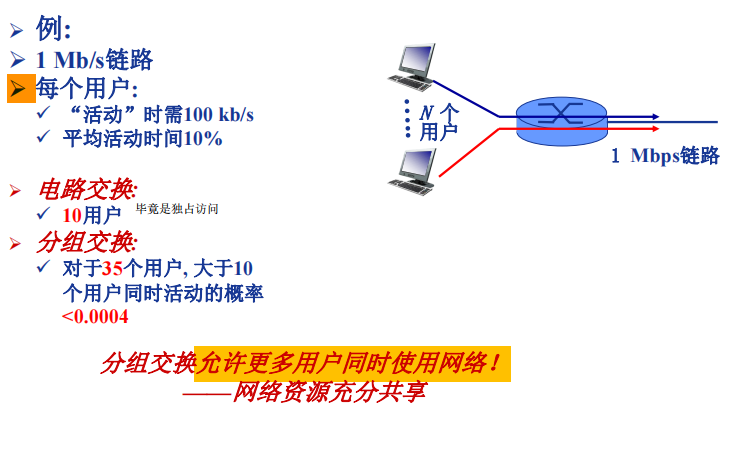 例:
1 Mb/s链路
每个用户:
“活动”时需100 kb/s
平均活动时间10%
N 个
用户
1 Mbps链路
电路交换:
10用户 毕竟是独占访问
分组交换:
对于35个用户, 大于10
个用户同时活动的概率
<0.0004
分组交换允许更多用户同时使用网络！
——网络资源充分共享